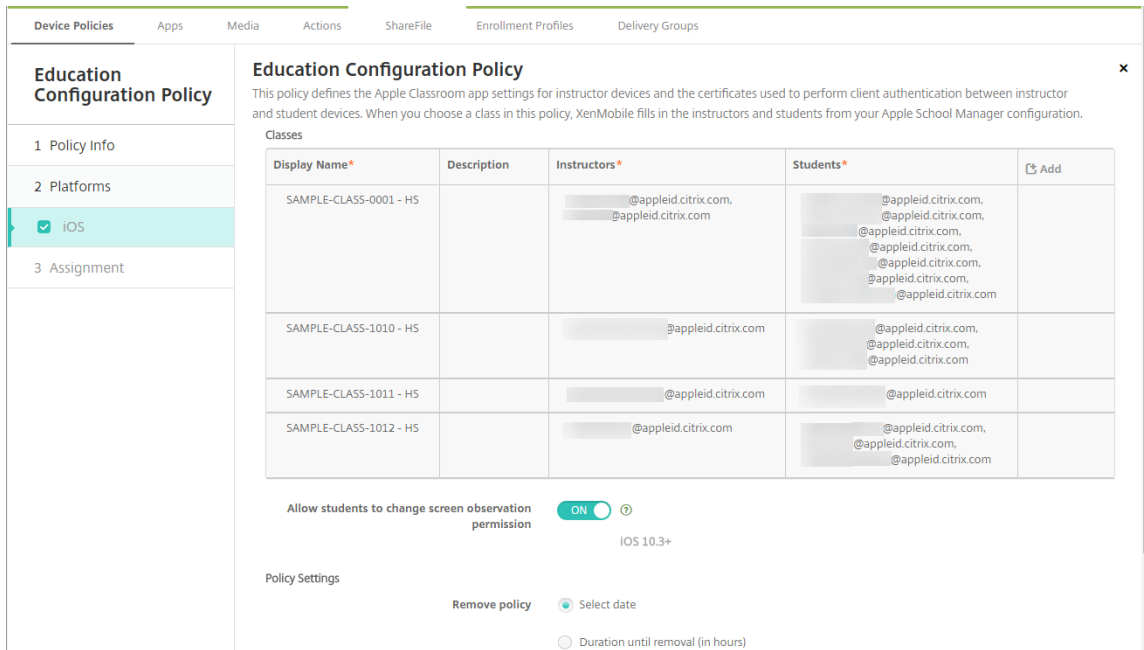 Device Policies Apps Media Actions ShareFile Enrollment Profiles Delivery Groups
Education
Configuration Policy
1 Policy Info
2 Platforms
iOS
3 Assignment
Education Configuration Policy
This policy defines the Apple Classroom app settings for instructor devices and the certificates used to perform client authentication between instructor
and student devices. When you choose a class in this policy, XenMobile fills in the instructors and students from your Apple School Manager configuration.
Classes
Display Name* Description Instructors* Students* Add
SAMPLE-CLASS-0001 - HS @appleid.citrix.com, @appleid.citrix.com,
@appleid.citrix.com @appleid.citrix.com,
@appleid.citrix.com,
@appleid.citrix.com,
@appleid.citrix.com,
@appleid.citrix.com,
@appleid.citrix.com
SAMPLE-CLASS-1010 - HS @appleid.citrix.com @appleid.citrix.com,
@appleid.citrix.com,
@appleid.citrix.com
SAMPLE-CLASS-1011 - HS @appleid.citrix.com @appleid.citrix.com
SAMPLE-CLASS-1012 - HS @appleid.citrix.com @appleid.citrix.com,
@appleid.citrix.com,
@appleid.citrix.com
Allow students to change screen observation ON ?
permission
iOS 10.3+
Policy Settings
Remove policy Select date
Duration until removal (in hours)